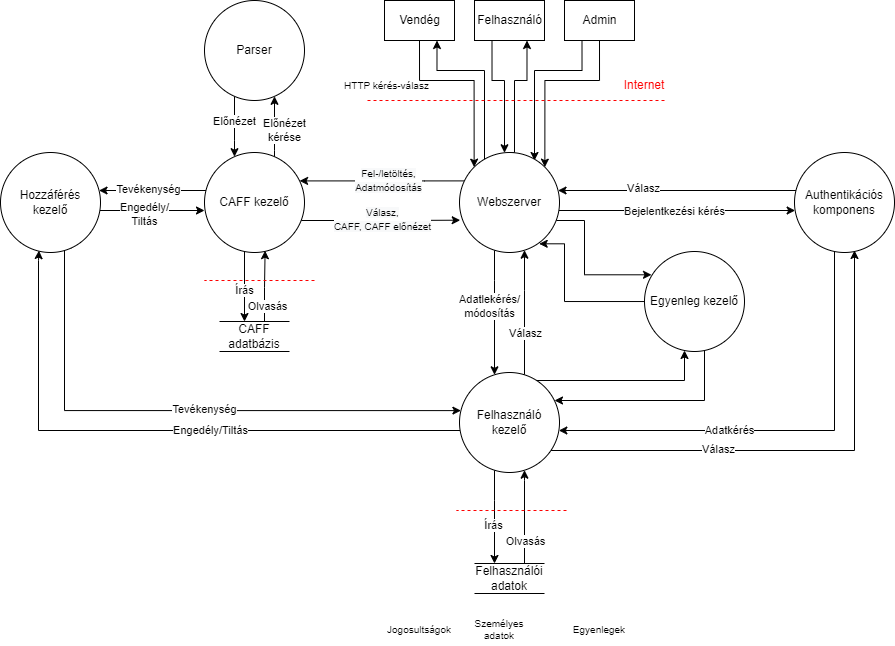 Vendég
Felhasználó
Admin
Parser
HTTP kérés-válasz
Internet
Előnézet
Előnézet
kérése
Hozzáférés
kezelő
Tevékenység
Engedély/
Tiltás
CAFF kezelő
Fel-/letöltés,
Adatmódosítás
Válasz,
CAFF, CAFF előnézet
Webszerver
Válasz
Bejelentkezési kérés
Authentikációs
komponens
Írás
Olvasás
CAFF
adatbázis
Adatlekérés/
módosítás
Válasz
Egyenleg kezelő
Tevékenység
Engedély/Tiltás
Felhasználó
kezelő
Adatkérés
Válasz
Írás
Olvasás
Felhasználói
adatok
Jogosultságok
Személyes
adatok
Egyenlegek